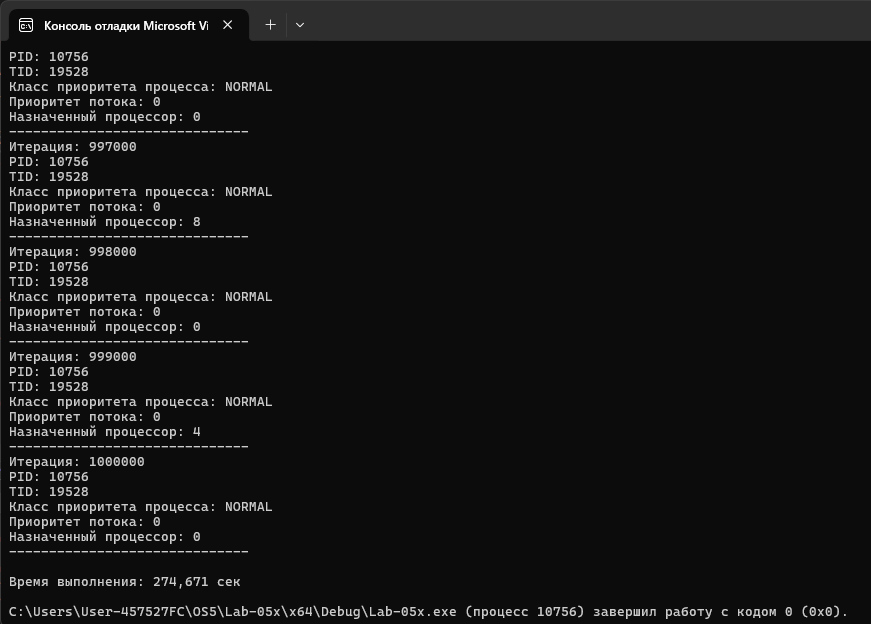 Консоль отладки Microsoft Vi
PID: 10756
TID: 19528
Класс приоритета процесса: NORMAL
Приоритет потока: 0
Назначенный процессор: 0
------------------------------
Итерация: 997000
PID: 10756
TID: 19528
Класс приоритета процесса: NORMAL
Приоритет потока: 0
Назначенный процессор: 8
------------------------------
Итерация: 998000
PID: 10756
TID: 19528
Класс приоритета процесса: NORMAL
Приоритет потока: 0
Назначенный процессор: 0
------------------------------
Итерация: 999000
PID: 10756
TID: 19528
Класс приоритета процесса: NORMAL
Приоритет потока: 0
Назначенный процессор: 4
------------------------------
Итерация: 1000000
PID: 10756
TID: 19528
Класс приоритета процесса: NORMAL
Приоритет потока: 0
Назначенный процессор: 0
------------------------------
Время выполнения: 274,671 сек
C:\Users\User-457527FC\OS5\Lab-05x\x64\Debug\Lab-05x.exe (процесс 10756) завершил работу с кодом 0 (0x0).